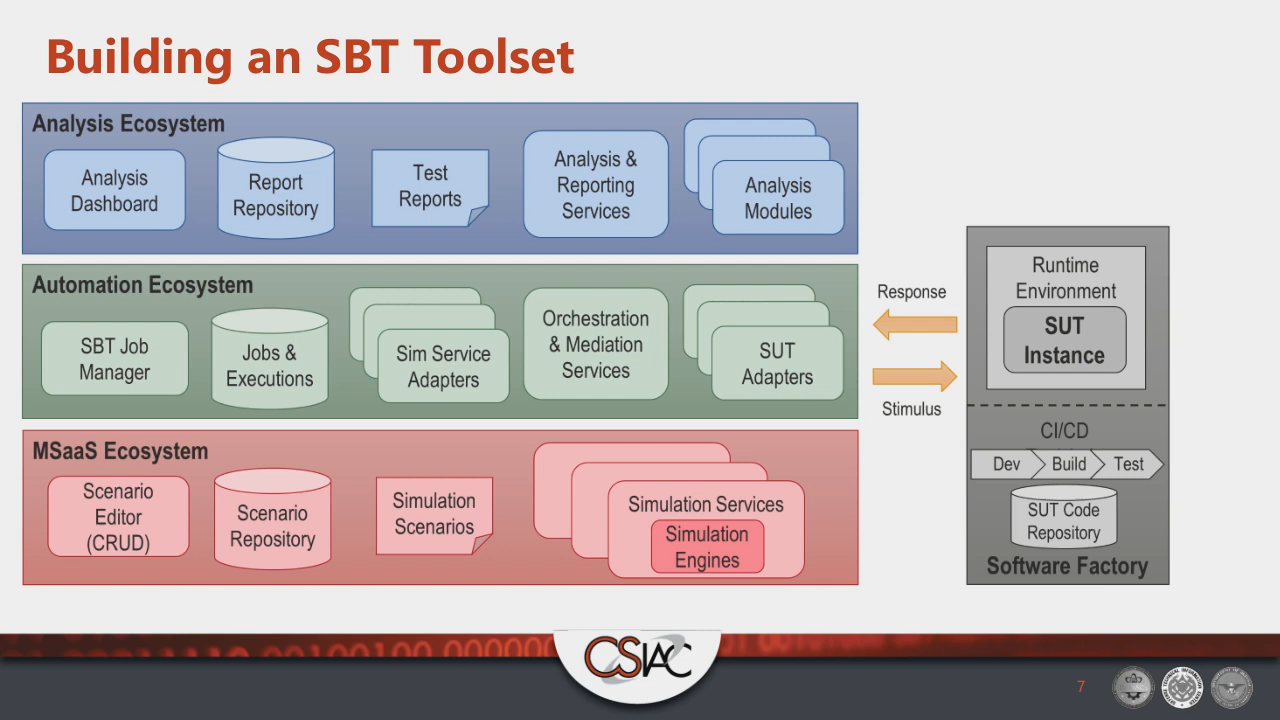 Building an SBT Toolset
Analysis Ecosystem
Analysis
Dashboard
Report
Repository
Test
Reports
Analysis &
Reporting
Services
Analysis
Modules
Automation Ecosystem
SBT Job
Manager
Jobs &
Executions
Sim Service
Adapters
Orchestration
& Mediation
Services
SUT
Adapters
MSaaS Ecosystem
Scenario
Editor
(CRUD)
Scenario
Repository
Simulation
Scenarios
Simulation Services
Simulation
Engines
Response
Stimulus
Runtime
Environment
SUT
Instance
CI/CD
Dev
Build
Test
SUT Code
Repository
Software Factory
CSIAC
7